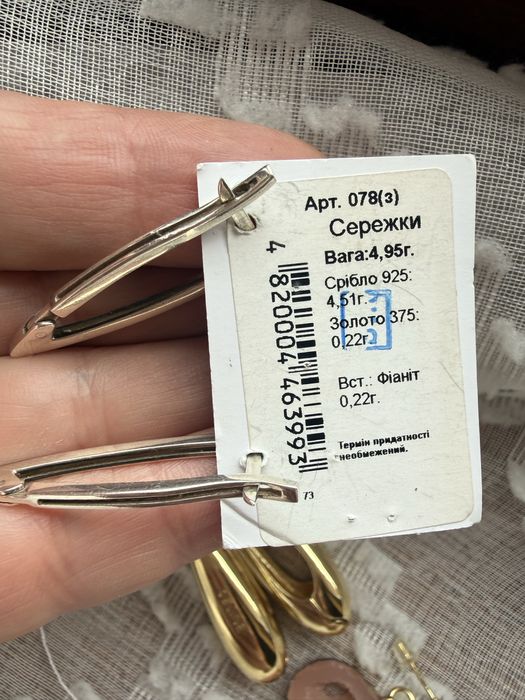 Арт. 078(з)
Сережки
Вага:4,95г.
Срібло 925:
4,51г.
Золото 375:
0,22г.
Вст.: Фіаніт
0,22г.
Термін придатності
необмежений.
73
4 820004 463993